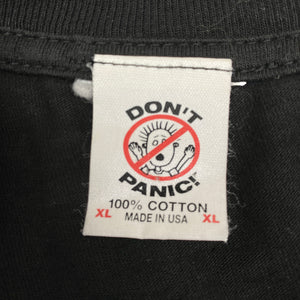 DON'T
PANIC!
100% COTTON
XL MADE IN USA XL